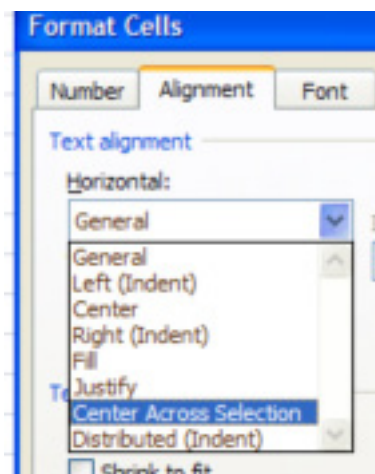 Format Cells
Number Alignment Font
Text alignment
Horizontal:
General
General
Left (Indent)
Center
Right (Indent)
Fill
Justify
Center Across Selection
Distributed (Indent)
Shrink to fit